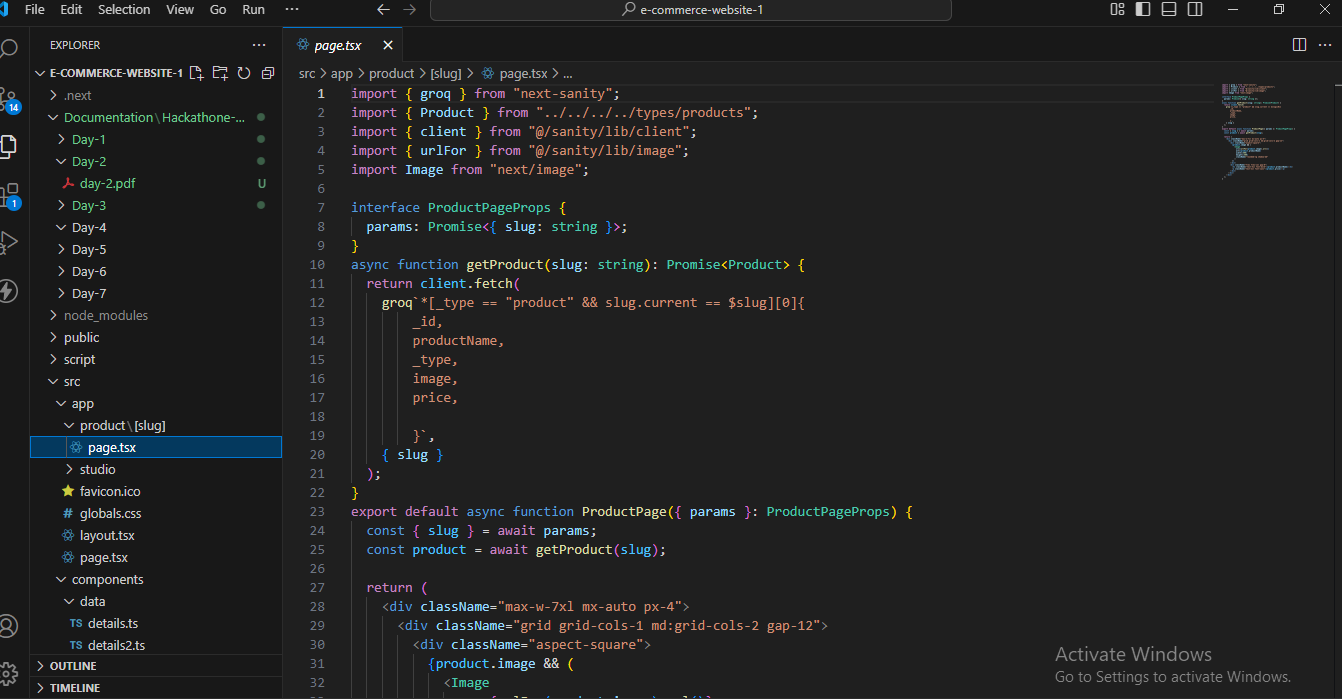 File Edit Selection View Go Run ···
e-commerce-website-1
EXPLORER ···
E-COMMERCE-WEBSITE-1
.next
Documentation\Hackathone-...
Day-1
Day-2
day-2.pdf U
Day-3
Day-4
Day-5
Day-6
Day-7
node_modules
public
script
src
app
product\[slug]
page.tsx
studio
favicon.ico
# globals.css
layout.tsx
page.tsx
components
data
TS details.ts
TS details2.ts
OUTLINE
TIMELINE
14
1
page.tsx
src > app > product > [slug] > page.tsx > ...
1 import { groq } from "next-sanity";
2 import { Product } from "../../../../types/products";
3 import { client } from "@/sanity/lib/client";
4 import { urlFor } from "@/sanity/lib/image";
5 import Image from "next/image";
6
7 interface ProductPageProps {
8 params: Promise<{ slug: string }>;
9 }
10 async function getProduct(slug: string): Promise<Product> {
11 return client.fetch(
12 groq`*[_type == "product" && slug.current == $slug][0]{
13 _id,
14 productName,
15 _type,
16 image,
17 price,
18
19 }`,
20 { slug }
21 );
22 }
23 export default async function ProductPage({ params }: ProductPageProps) {
24 const { slug } = await params;
25 const product = await getProduct(slug);
26
27 return (
28 <div className="max-w-7xl mx-auto px-4">
29 <div className="grid grid-cols-1 md:grid-cols-2 gap-12">
30 <div className="aspect-square">
31 {product.image && (
32 <Image
Activate Windows
Go to Settings to activate Windows.